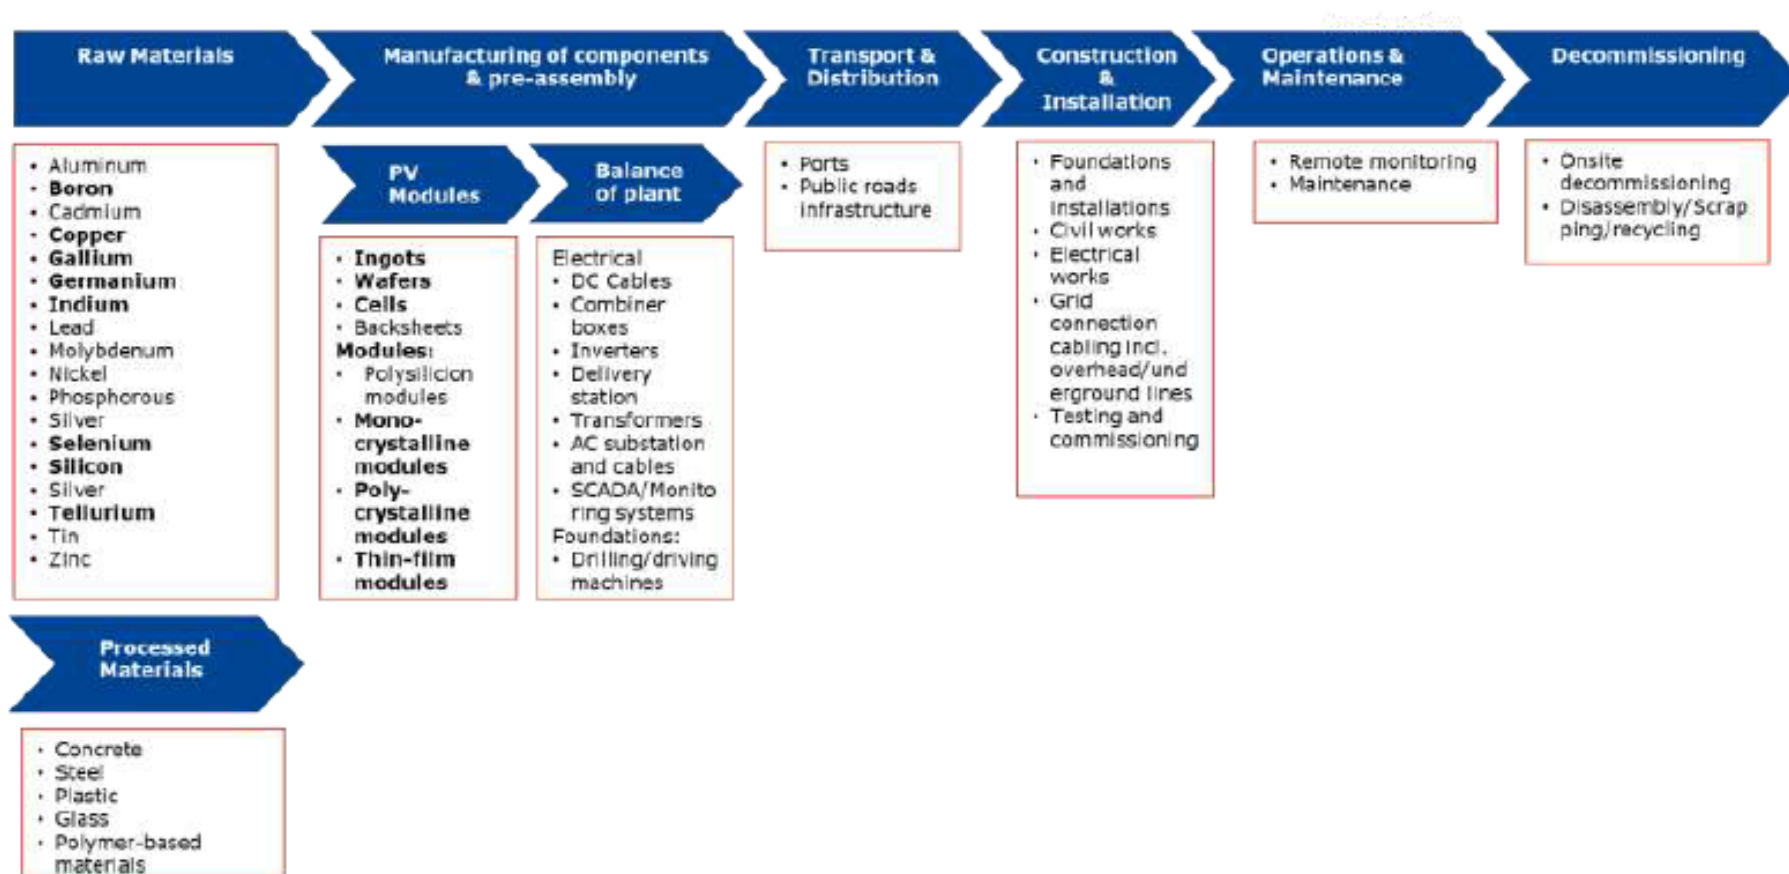 Raw Materials
Manufacturing of components
& pre-assembly
Transport &
Distribution
Construction
&
Installation
Operations &
Maintenance
Decommissioning
• Aluminum
• Boron
• Cadmium
• Copper
• Gallium
• Germanium
• Indium
• Lead
• Molybdenum
• Nickel
• Phosphorous
• Silver
• Selenium
• Silicon
• Silver
• Tellurium
• Tin
• Zinc
PV
Modules
• Ingots
• Wafers
• Cells
• Backsheets
Modules:
• Polysilicion
modules
• Mono-
crystalline
modules
• Poly-
crystalline
modules
• Thin-film
modules
Balance
of plant
Electrical
• DC Cables
• Combiner
boxes
• Inverters
• Delivery
station
• Transformers
• AC substation
and cables
• SCADA/Monito
ring systems
Foundations:
• Drilling/driving
machines
• Ports
• Public roads
infrastructure
• Foundations
and
installations
• Civil works
• Electrical
works
• Grid
connection
cabling incl.
overhead/und
erground lines
• Testing and
commissioning
• Remote monitoring
• Maintenance
• Onsite
decommissioning
• Disassembly/Scrap
ping/recycling
Processed
Materials
• Concrete
• Steel
• Plastic
• Glass
• Polymer-based
materials